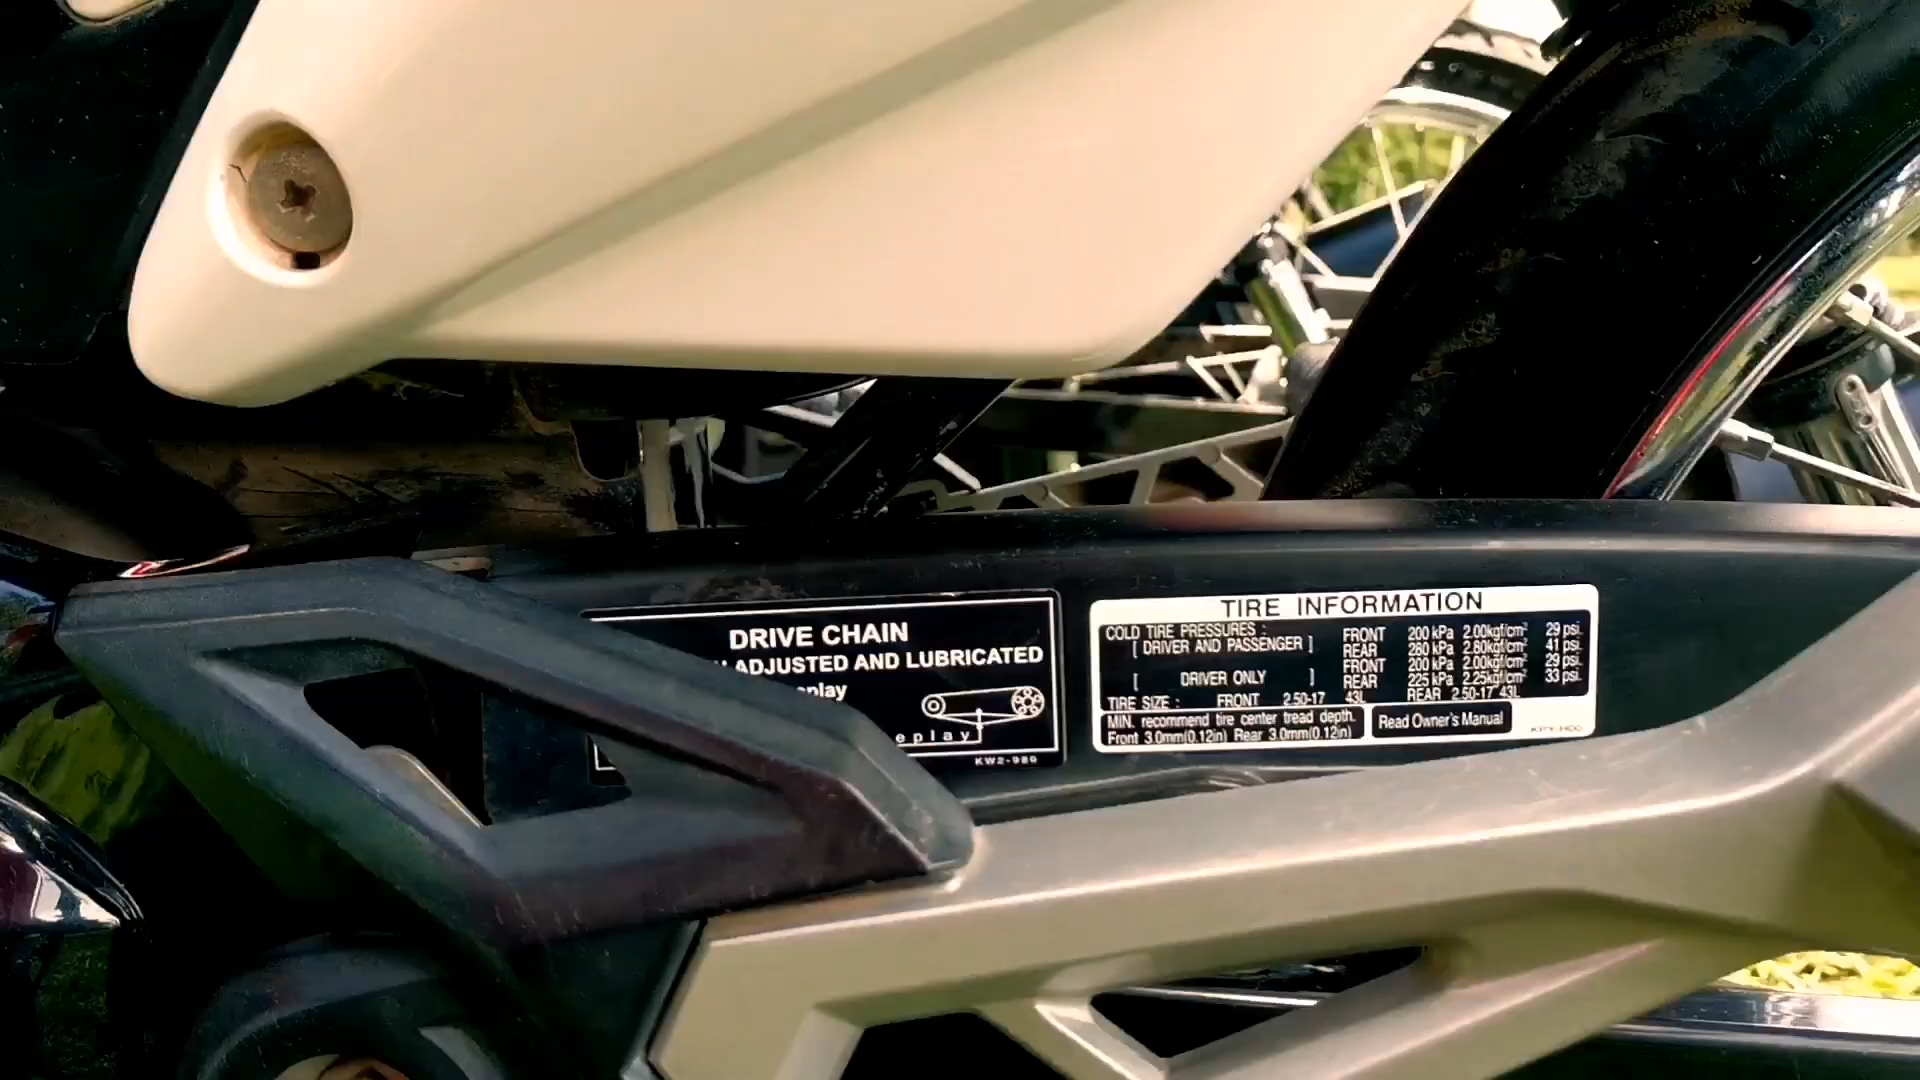 DRIVE CHAIN
ADJUSTED AND LUBRICATED
eplay
KW2-980
TIRE INFORMATION
COLD TIRE PRESSURES :
[ DRIVER AND PASSENGER ] FRONT 200 kPa 2.00kgf/cm² 29 psi.
REAR 280 kPa 2.80kgf/cm² 41 psi.
FRONT 200 kPa 2.00kgf/cm² 29 psi.
[ DRIVER ONLY ] REAR 225 kPa 2.25kgf/cm² 33 psi.
TIRE SIZE : FRONT 2.50-17 43L REAR 2.50-17 43L
MIN. recommend tire center tread depth.
Front 3.0mm(0.12in) Rear 3.0mm(0.12in)
Read Owner's Manual